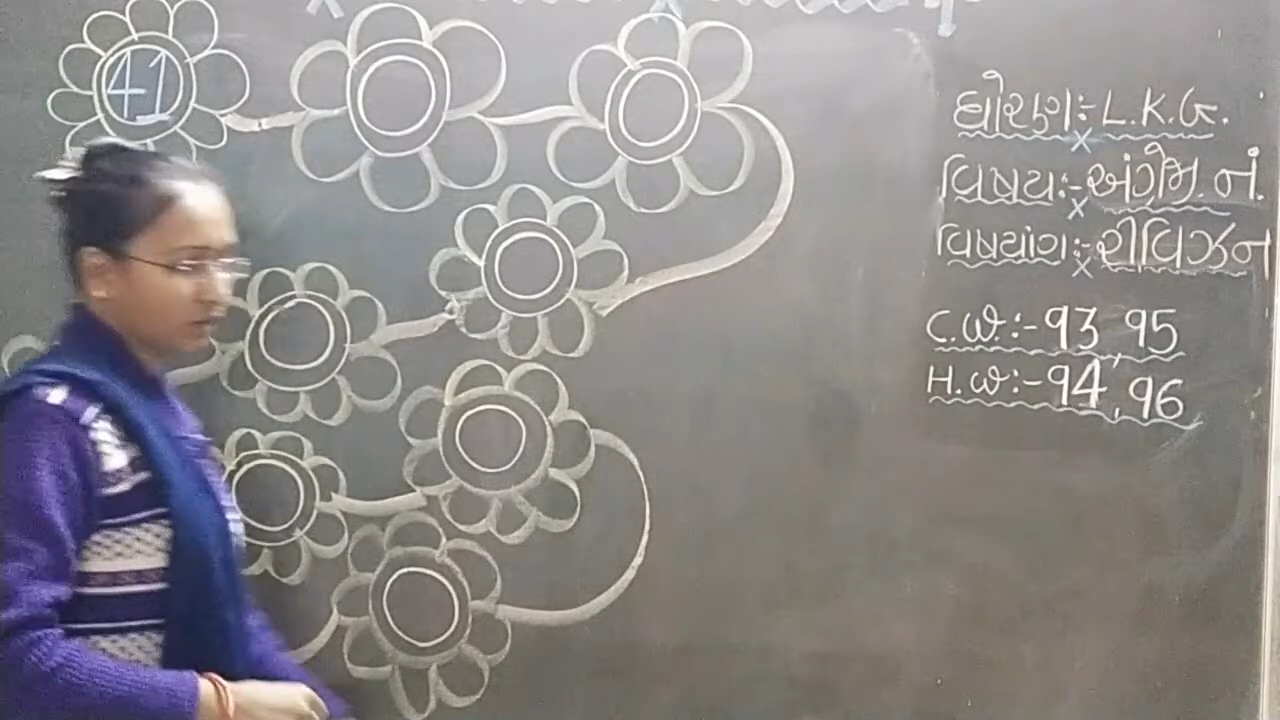 41
ધોરણ:- L.K.G.
વિષય:- અંગ્રેજી નં.
વિષયાંગ:- રીવિઝન
C.W:- 93, 95
H.W:- 94, 96